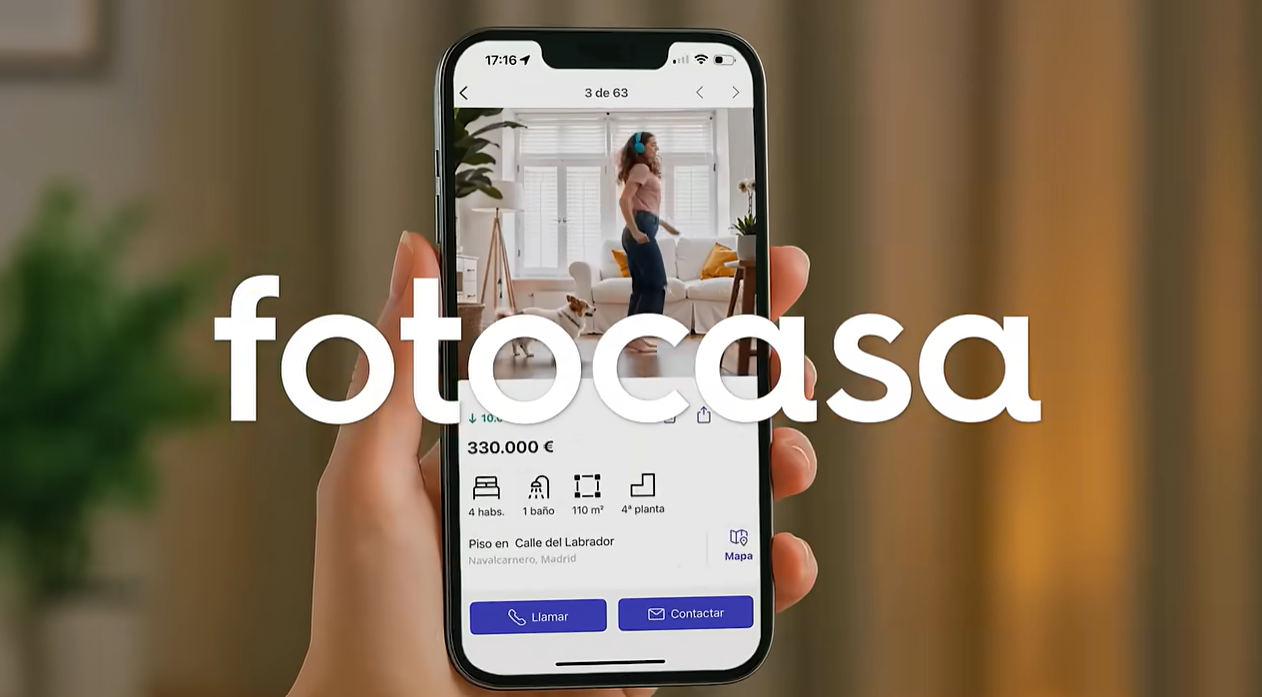 17:16
3 de 63
fotocasa
330.000 €
4 habs.
1 baño
110 m²
4ª planta
Piso en Calle del Labrador
Navalcarnero, Madrid
Mapa
Llamar
Contactar